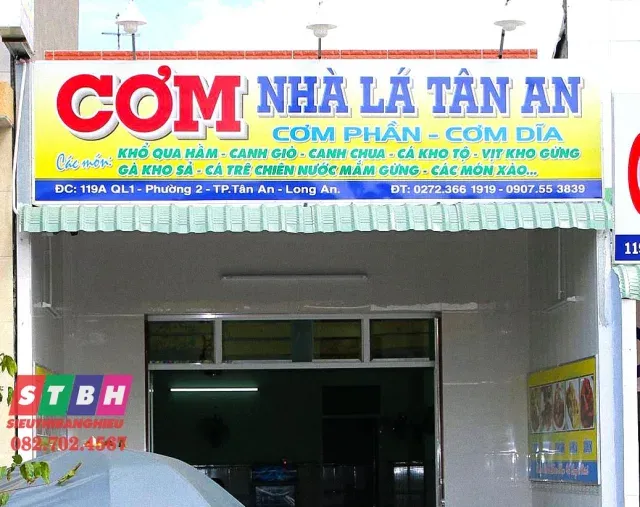 CƠM NHÀ LÁ TÂN AN
CƠM PHẦN - CƠM DĨA
Các món: KHỔ QUA HẦM - CANH GIÒ - CANH CHUA - CÁ KHO TỘ - VỊT KHO GỪNG
GÀ KHO SẢ - CÁ TRÊ CHIÊN NƯỚC MẮM GỪNG - CÁC MÓN XÀO...
ĐC: 119A QL1 - Phường 2 - TP.Tân An - Long An. ĐT: 0272.366 1919 - 0907.55 3839
119
STBH
SIEUTHIBANGHIEU
082.702.4567